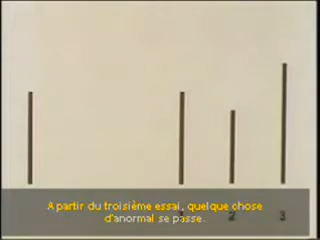 2
3
A partir du troisième essai, quelque chose
d'anormal se passe.